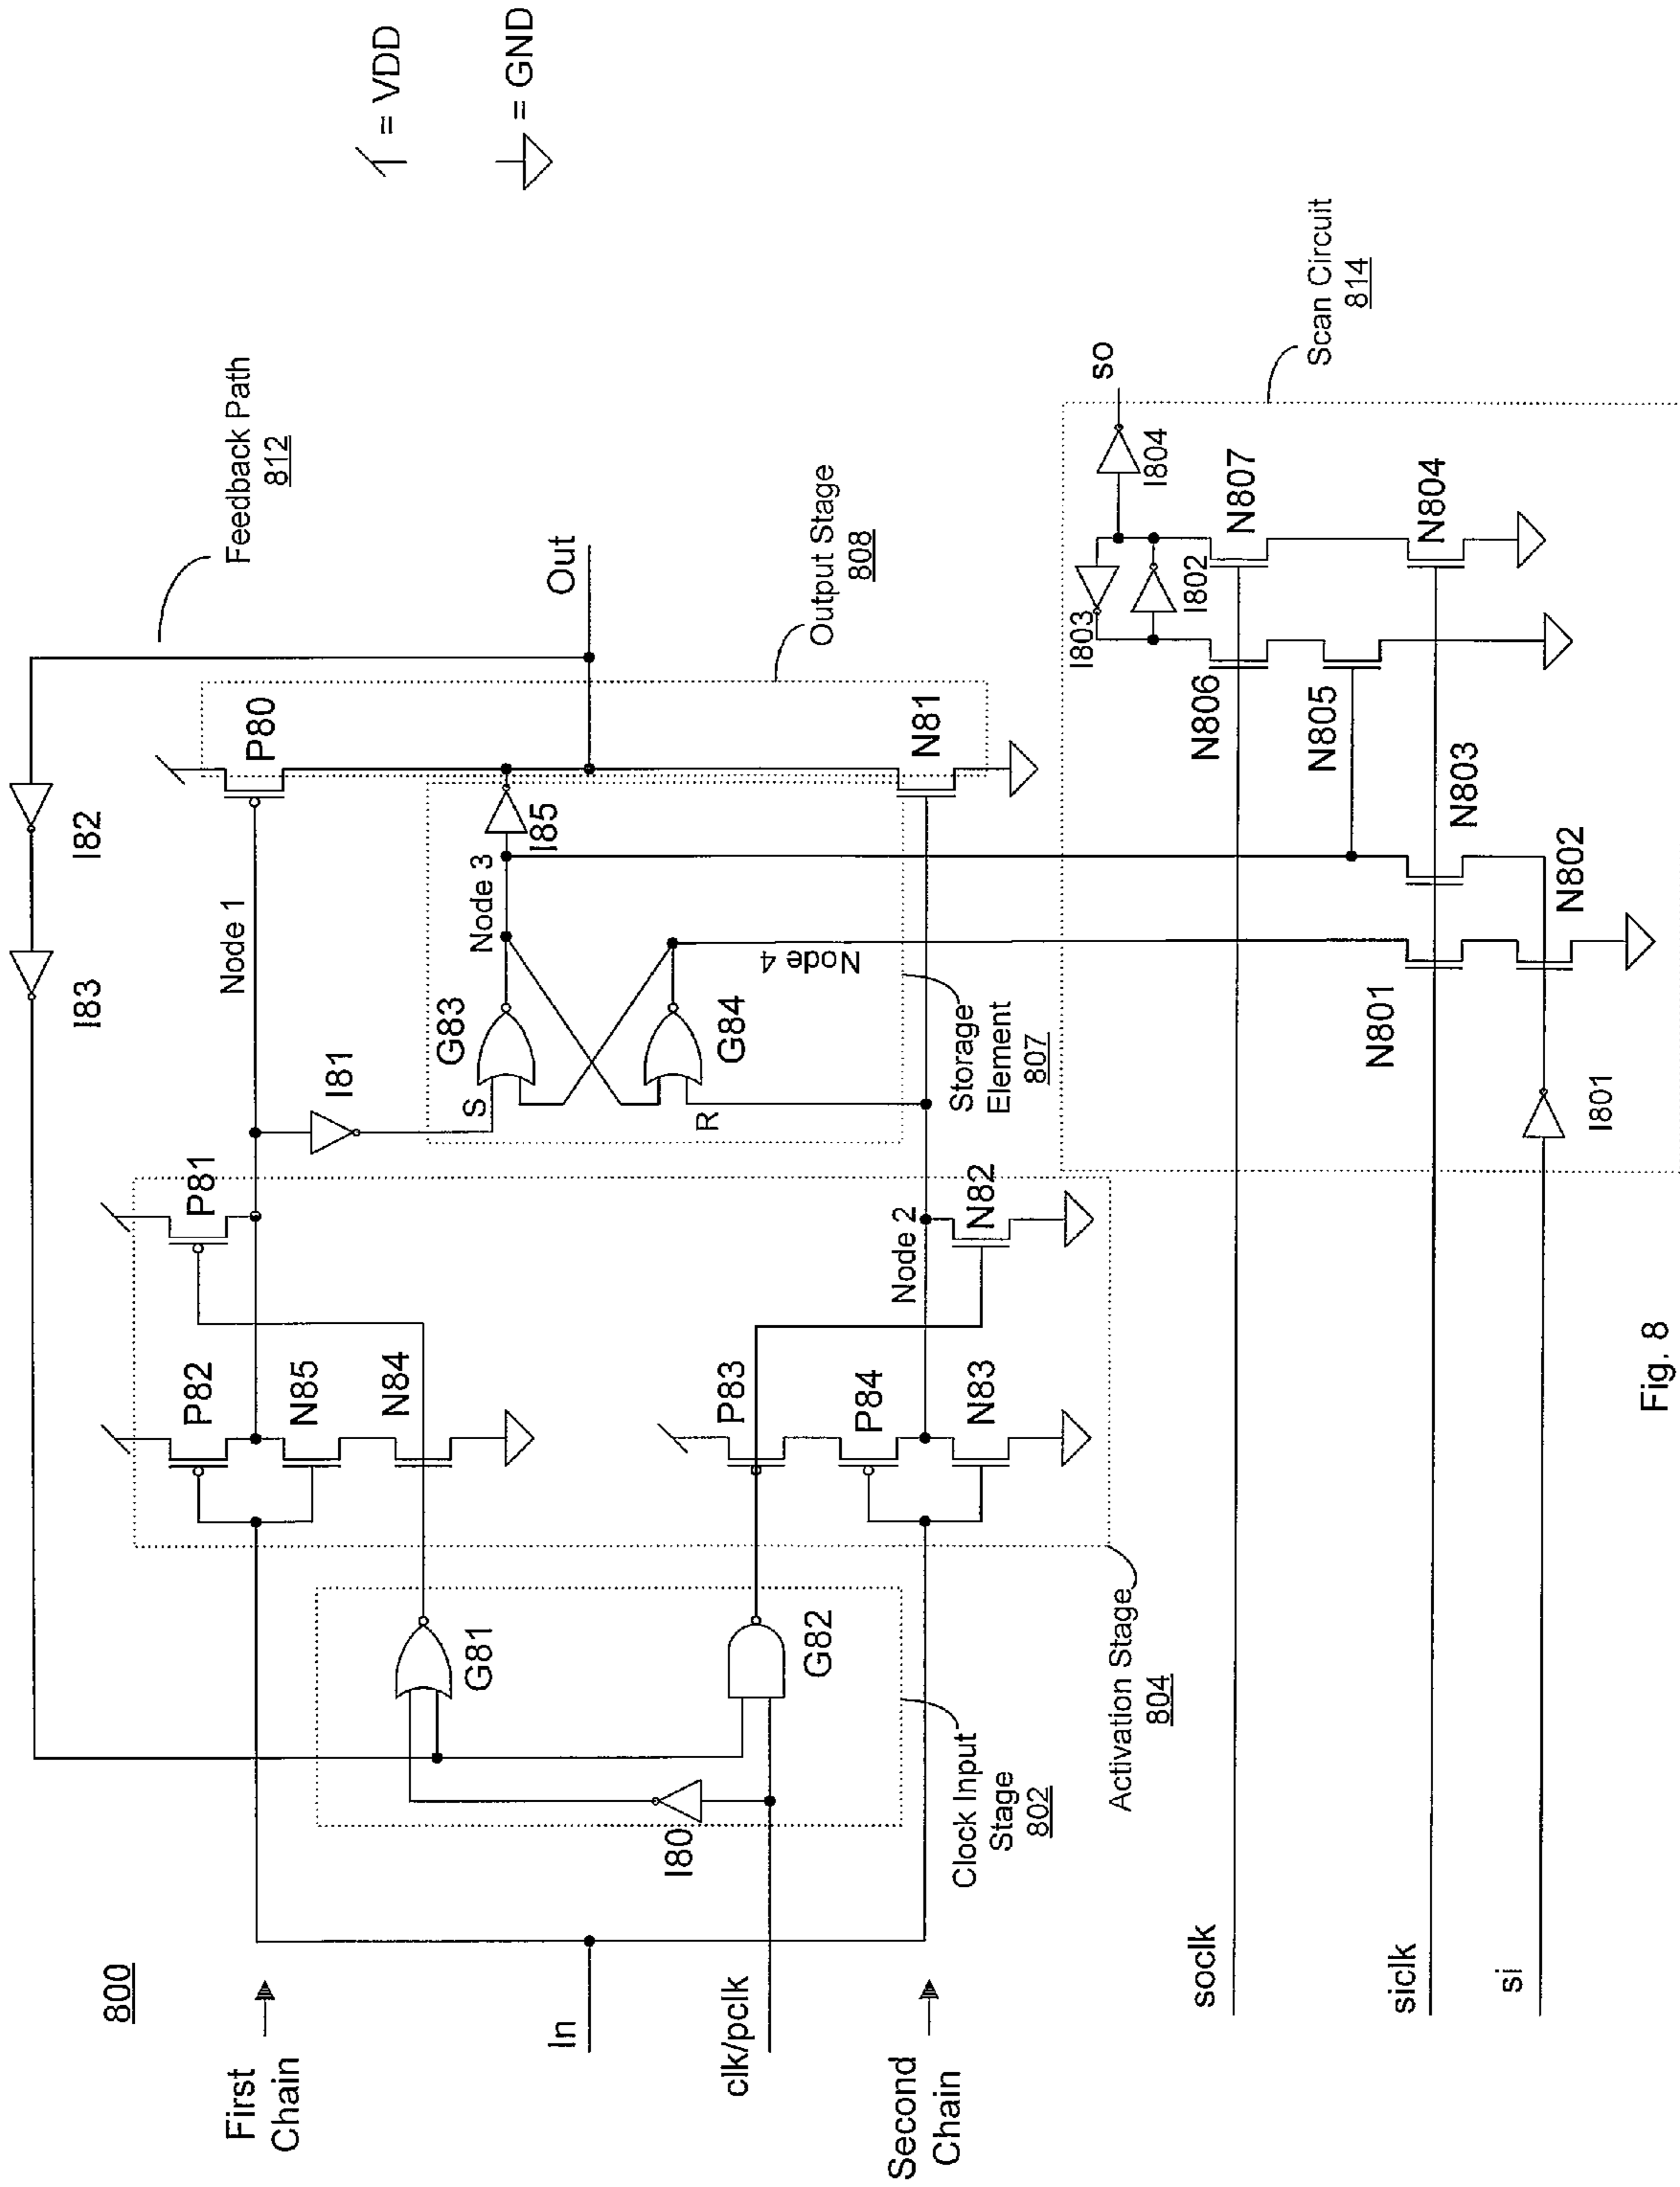 800
First
Chain
In
clk/pclk
Second
Chain
soclk
siclk
si
I80
Clock Input
Stage
802
G81
G82
Activation Stage
804
P82
N85
N84
P83
P84
N83
P81
N82
Node 1
Node 2
I81
I83
I82
S
R
G83
G84
Node 3
Node 4
I85
Storage
Element
807
P80
N81
Out
Feedback Path
812
Output Stage
808
= VDD
= GND
I801
N801
N802
N803
N805
N806
I803
I802
N807
N804
I804
so
Scan Circuit
814
Fig. 8